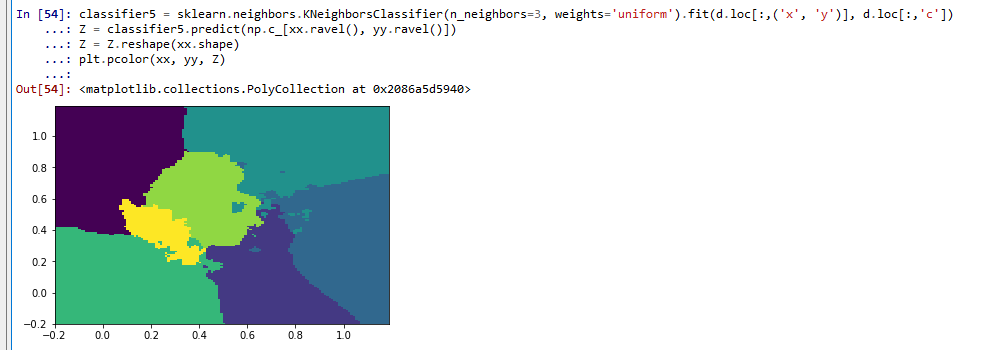 In [54]: classifier5 = sklearn.neighbors.KNeighborsClassifier(n_neighbors=3, weights='uniform').fit(d.loc[:,('x', 'y')], d.loc[:,'c'])
...: Z = classifier5.predict(np.c_[xx.ravel(), yy.ravel()])
...: Z = Z.reshape(xx.shape)
...: plt.pcolor(xx, yy, Z)
...:
Out[54]: <matplotlib.collections.PolyCollection at 0x2086a5d5940>
1.0
0.8
0.6
0.4
0.2
0.0
−0.2
−0.2 0.0 0.2 0.4 0.6 0.8 1.0